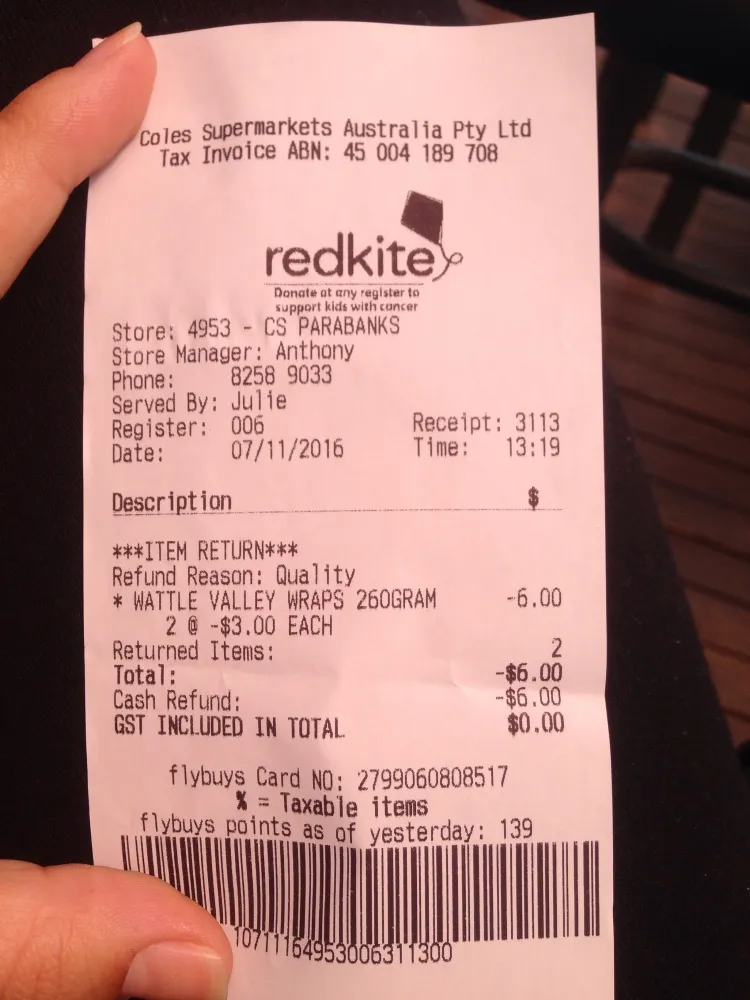 Coles Supermarkets Australia Pty Ltd
Tax Invoice ABN: 45 004 189 708
redkite
Donate at any register to
support kids with cancer
Store: 4953 - CS PARABANKS
Store Manager: Anthony
Phone: 8258 9033
Served By: Julie
Register: 006 Receipt: 3113
Date: 07/11/2016 Time: 13:19
Description $
***ITEM RETURN***
Refund Reason: Quality
* WATTLE VALLEY WRAPS 260GRAM -6.00
2 @ -$3.00 EACH
Returned Items: 2
Total: -$6.00
Cash Refund: -$6.00
GST INCLUDED IN TOTAL $0.00
flybuys Card NO: 2799060808517
% = Taxable items
flybuys points as of yesterday: 139
10711164953006311300